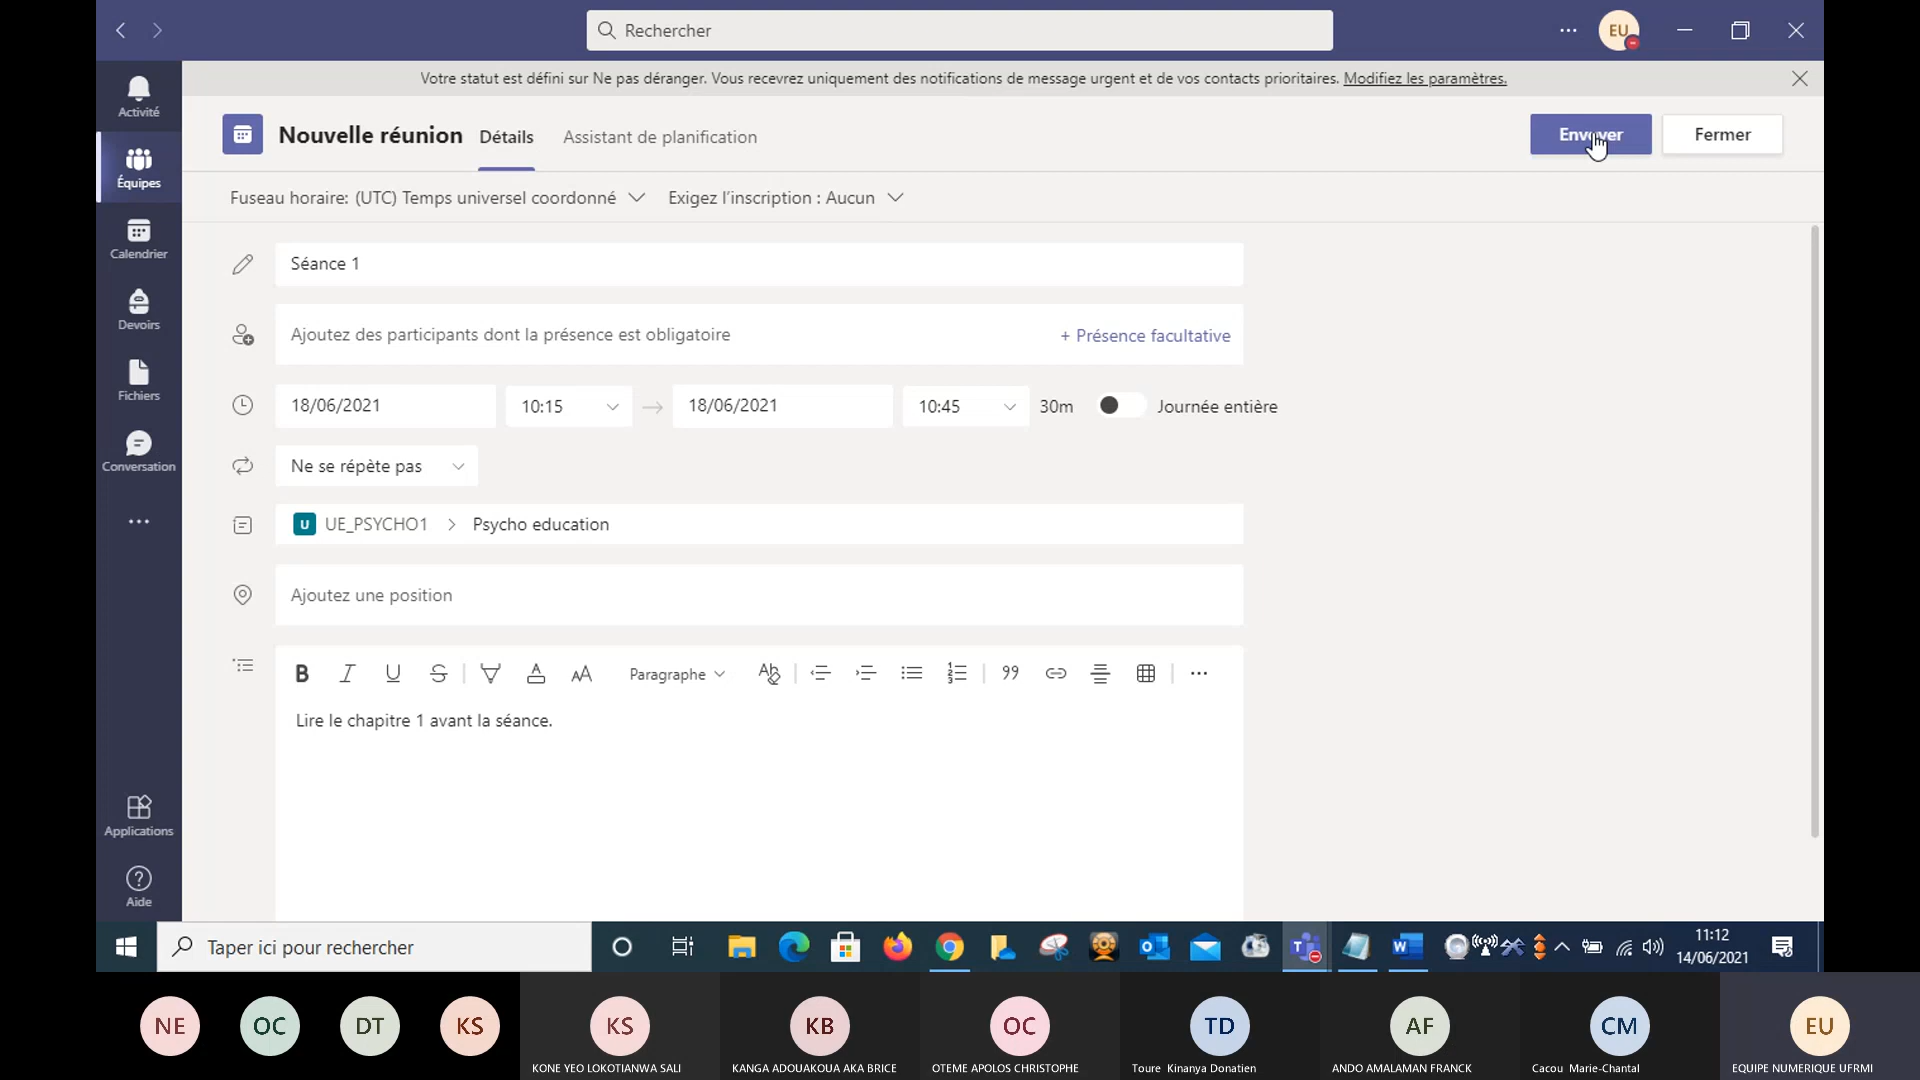 Rechercher
EU
Votre statut est défini sur Ne pas déranger. Vous recevrez uniquement des notifications de message urgent et de vos contacts prioritaires. Modifiez les paramètres.
Activité
Équipes
Calendrier
Devoirs
Fichiers
Conversation
Applications
Aide
Nouvelle réunion
Détails
Assistant de planification
Envoyer
Fermer
Fuseau horaire: (UTC) Temps universel coordonné
Exigez l'inscription : Aucun
Séance 1
Ajoutez des participants dont la présence est obligatoire
+ Présence facultative
18/06/2021
10:15
18/06/2021
10:45
30m
Journée entière
Ne se répète pas
U UE_PSYCHO1 > Psycho education
Ajoutez une position
Paragraphe
Lire le chapitre 1 avant la séance.
Taper ici pour rechercher
11:12
14/06/2021
NE
OC
DT
KS
KS
KB
OC
TD
AF
CM
EU
KONE YEO LOKOTIANWA SALI
KANGA ADOUAKOUA AKA BRICE
OTEME APOLOS CHRISTOPHE
Toure Kinanya Donatien
ANDO AMALAMAN FRANCK
Cacou Marie-Chantal
EQUIPE NUMERIQUE UFRMI